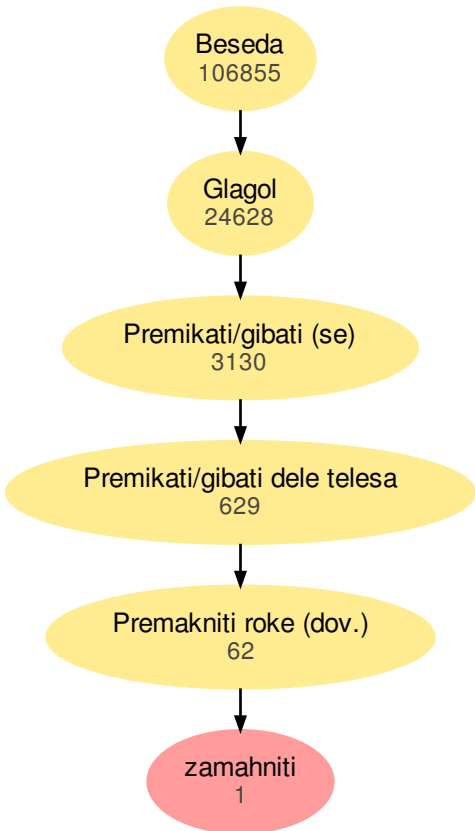 Beseda
106855
Glagol
24628
Premikati/gibati (se)
3130
Premikati/gibati dele telesa
629
Premakniti roke (dov.)
62
zamahniti
1